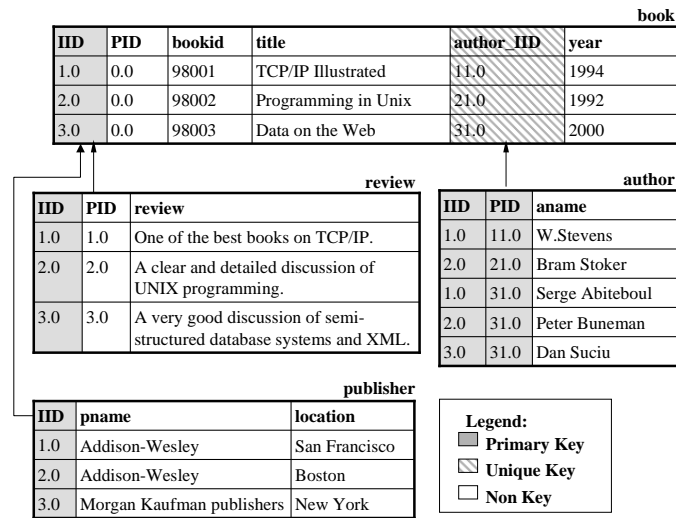 book
IID PID bookid title author_IID year
1.0 0.0 98001 TCP/IP Illustrated 11.0 1994
2.0 0.0 98002 Programming in Unix 21.0 1992
3.0 0.0 98003 Data on the Web 31.0 2000
review
IID PID review
1.0 1.0 One of the best books on TCP/IP.
2.0 2.0 A clear and detailed discussion of
UNIX programming.
3.0 3.0 A very good discussion of semi-
structured database systems and XML.
author
IID PID aname
1.0 11.0 W.Stevens
2.0 21.0 Bram Stoker
1.0 31.0 Serge Abiteboul
2.0 31.0 Peter Buneman
3.0 31.0 Dan Suciu
publisher
IID pname location
1.0 Addison-Wesley San Francisco
2.0 Addison-Wesley Boston
3.0 Morgan Kaufman publishers New York
Legend:
Primary Key
Unique Key
Non Key